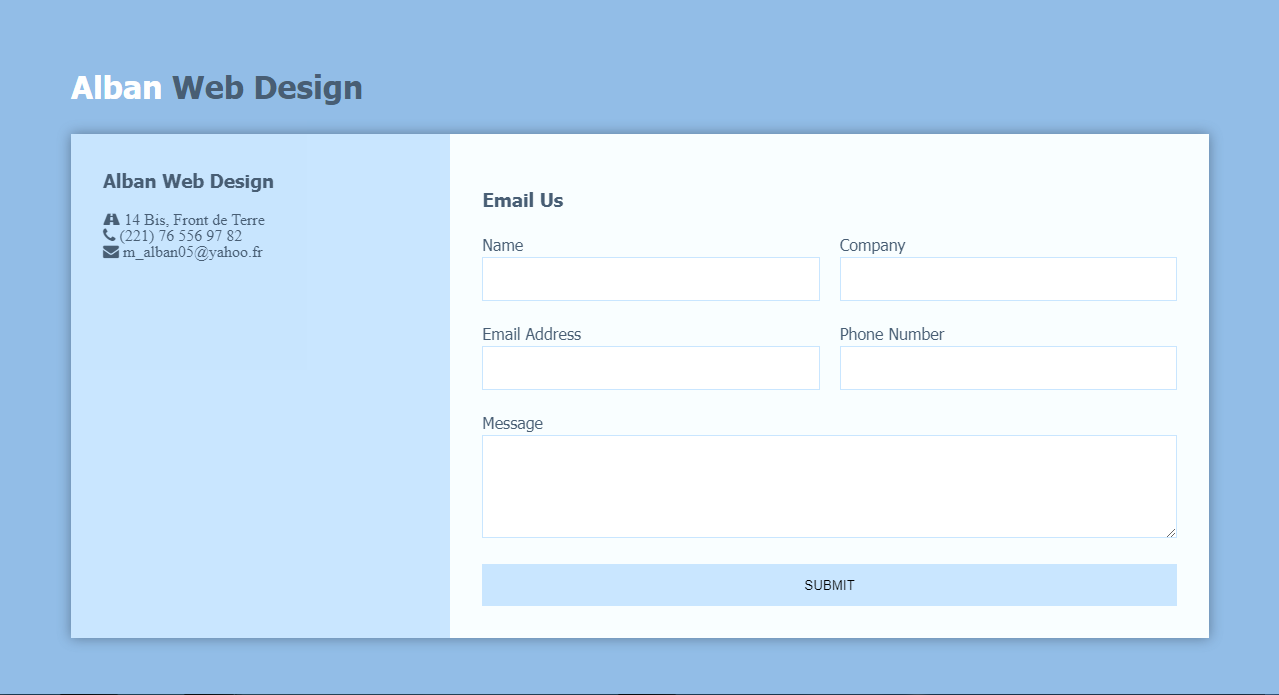 Alban Web Design
Alban Web Design
14 Bis, Front de Terre
(221) 76 556 97 82
m_alban05@yahoo.fr
Email Us
Name
Company
Email Address
Phone Number
Message
SUBMIT